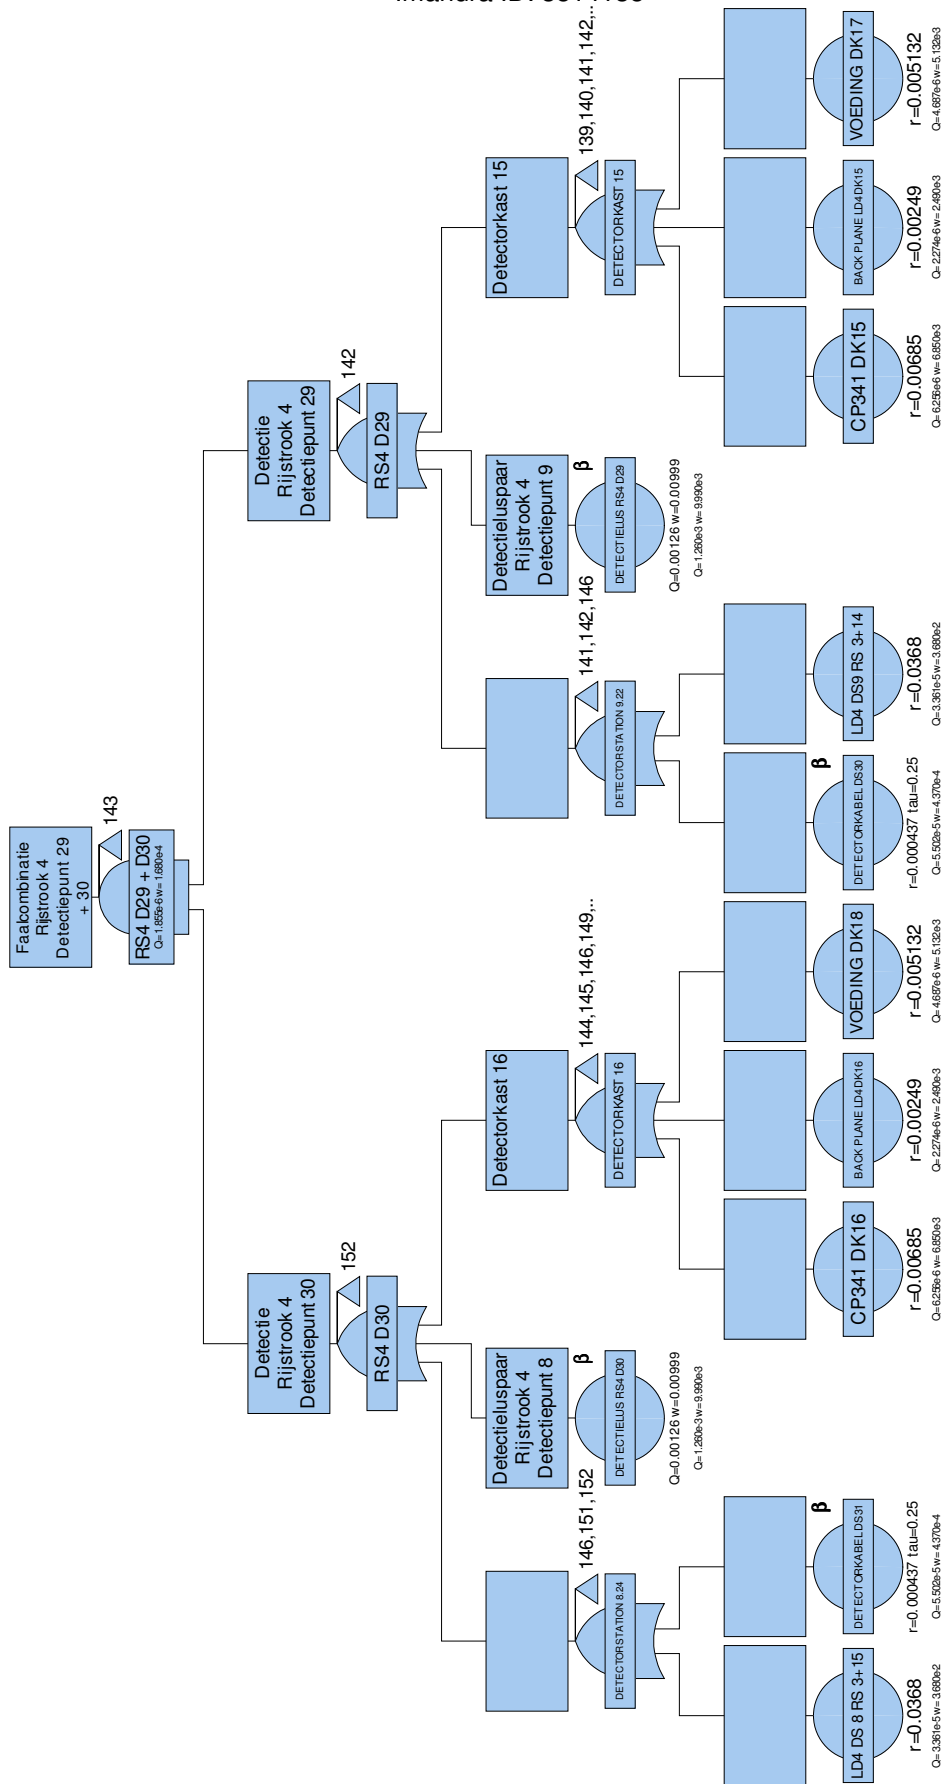 Faalcombinatie
Rijstrook 4
Detectiepunt 29
+ 30
143
RS4 D29 + D30
Q=1.855e-6 w=1.680e-4
Detectie
Rijstrook 4
Detectiepunt 30
152
RS4 D30
Detectie
Rijstrook 4
Detectiepunt 29
142
RS4 D29
146,151,152
DETECTORSTATION 8.24
Detectieluspaar
Rijstrook 4
Detectiepunt 8
β
DETECTIELUS RS4 D30
Q=0.00126 w=0.00999
Q=1.260e-3 w=9.990e-3
Detectorkast 16
144,145,146,149,..
DETECTORKAST 16
141,142,146
DETECTORSTATION 9.22
Detectieluspaar
Rijstrook 4
Detectiepunt 9
β
DETECTIELUS RS4 D29
Q=0.00126 w=0.00999
Q=1.260e-3 w=9.990e-3
Detectorkast 15
139,140,141,142,..
DETECTORKAST 15
LD4 DS 8 RS 3+15
r=0.0368
Q=3.361e-5 w=3.680e-2
β
DETECTORKABEL DS31
r=0.000437 tau=0.25
Q=5.502e-5 w=4.370e-4
CP341 DK16
r=0.00685
Q=6.256e-6 w=6.850e-3
BACK PLANE LD4 DK16
r=0.00249
Q=2.274e-6 w=2.490e-3
VOEDING DK18
r=0.005132
Q=4.687e-6 w=5.132e-3
β
DETECTORKABEL DS30
r=0.000437 tau=0.25
Q=5.502e-5 w=4.370e-4
LD4 DS9 RS 3+14
r=0.0368
Q=3.361e-5 w=3.680e-2
CP341 DK15
r=0.00685
Q=6.256e-6 w=6.850e-3
BACK PLANE LD4 DK15
r=0.00249
Q=2.274e-6 w=2.490e-3
VOEDING DK17
r=0.005132
Q=4.687e-6 w=5.132e-3